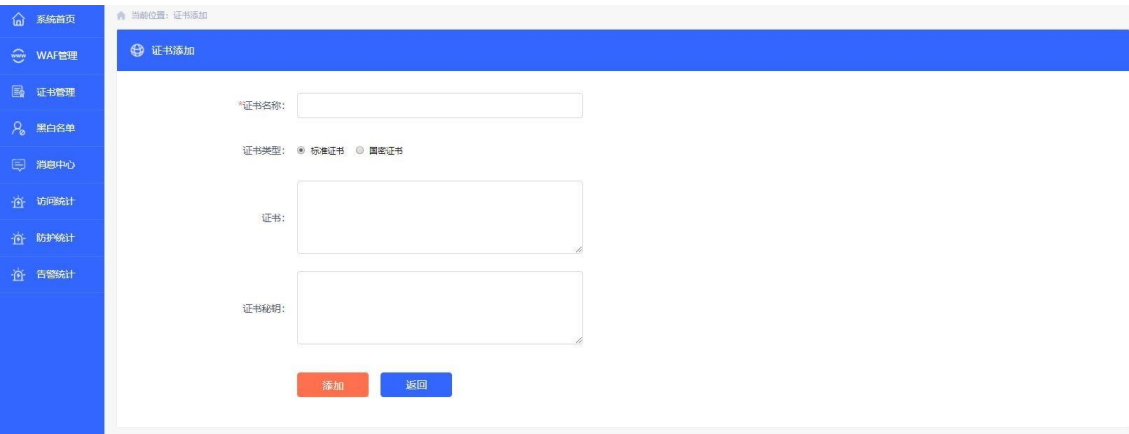 系统首页
WAF管理
证书管理
黑白名单
消息中心
访问统计
防护统计
告警统计
当前位置：证书添加
证书添加
*证书名称：
证书类型： 标准证书 国密证书
证书：
证书秘钥：
添加 返回